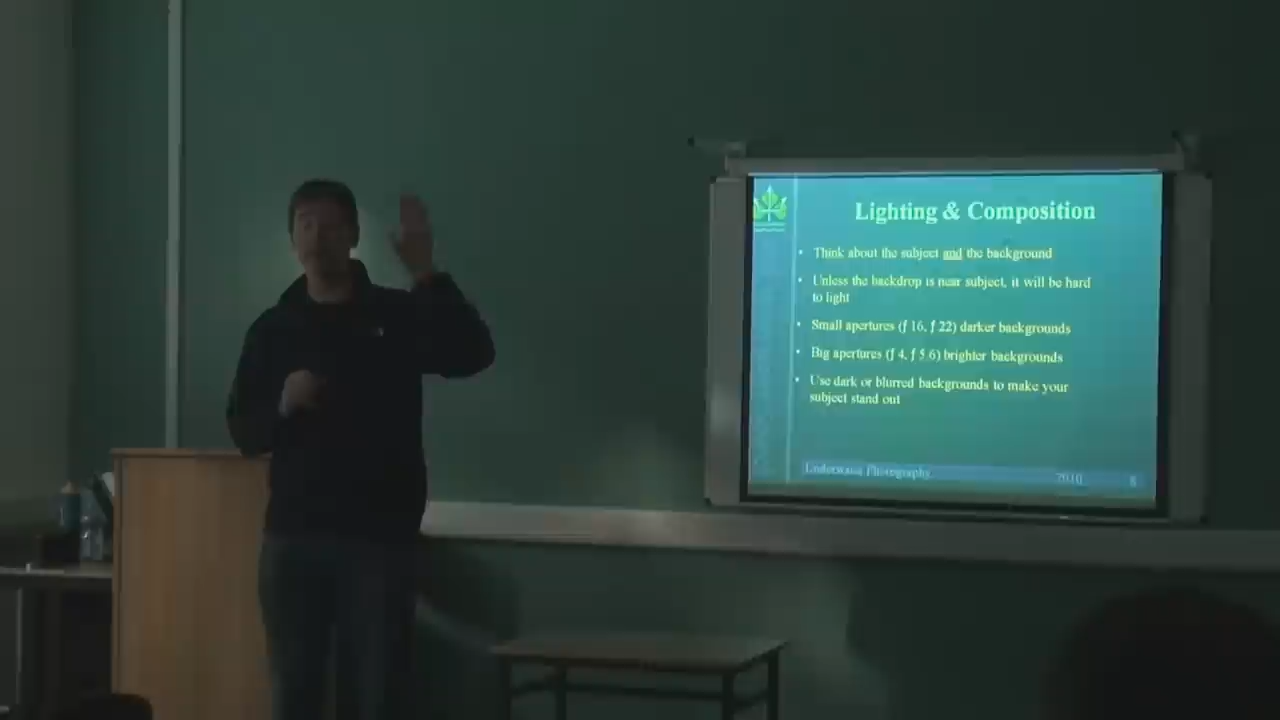 Lighting & Composition
• Think about the subject and the background
• Unless the backdrop is near subject, it will be hard
to light
• Small apertures (ƒ 16, ƒ 22) darker backgrounds
• Big apertures (ƒ 4, ƒ 5.6) brighter backgrounds
• Use dark or blurred backgrounds to make your
subject stand out
Underwater Photography 2010 8